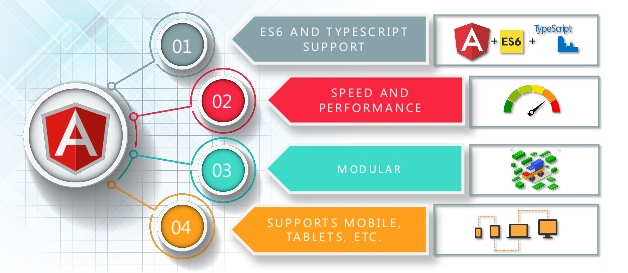 01
ES6 AND TYPESCRIPT
SUPPORT
A + ES6 + TypeScript
02
SPEED AND
PERFORMANCE
A
03
MODULAR
04
SUPPORTS MOBILE,
TABLETS, ETC.